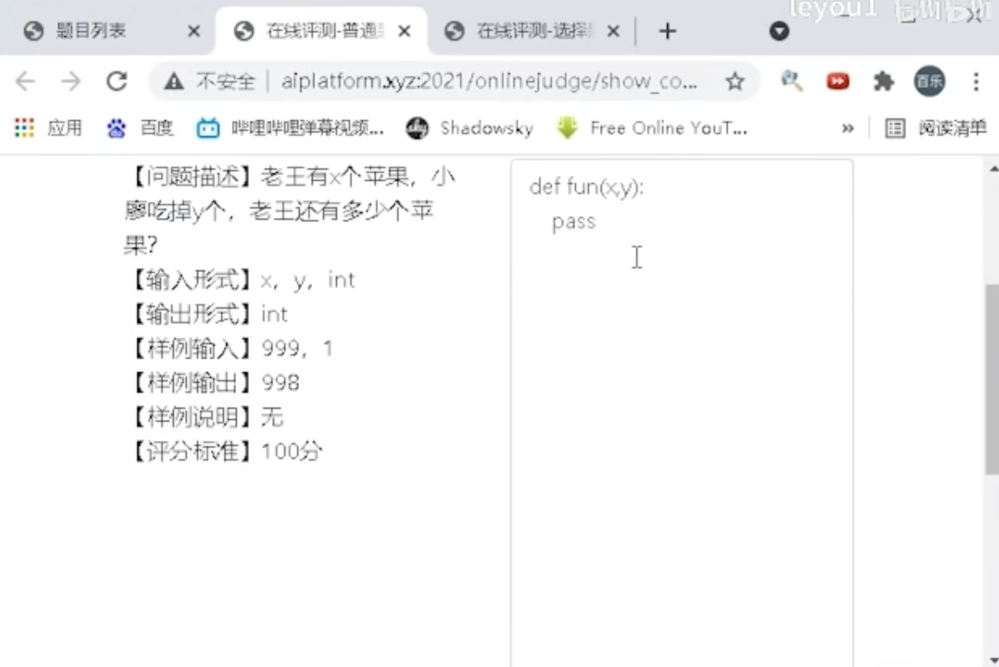 leyou1
题目列表
在线评测-普通
在线评测-选择
不安全 | aiplatform.xyz:2021/onlinejudge/show_co...
百乐
应用
百度
哔哩哔哩弹幕视频...
Shadowsky
Free Online YouT...
»
阅读清单
【问题描述】老王有x个苹果，小
廖吃掉y个，老王还有多少个苹
果？
【输入形式】x，y，int
【输出形式】int
【样例输入】999，1
【样例输出】998
【样例说明】无
【评分标准】100分
def fun(x,y):
pass